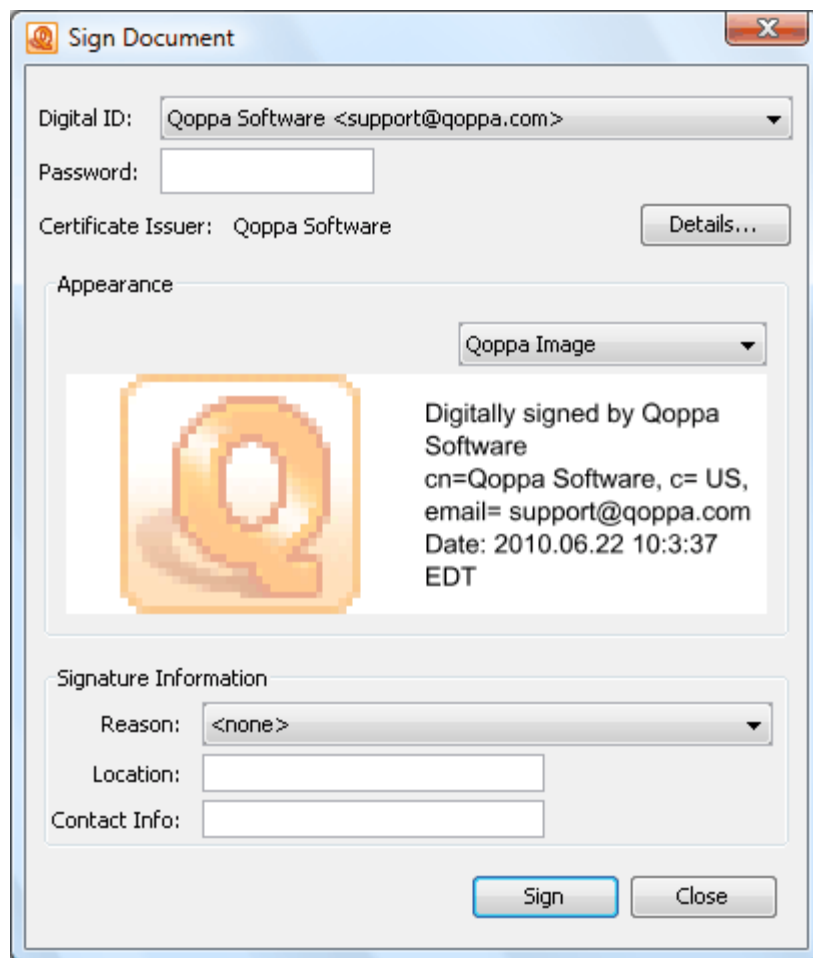 Sign Document
Digital ID: Qoppa Software <support@qoppa.com>
Password:
Certificate Issuer: Qoppa Software Details...
Appearance
Qoppa Image
Digitally signed by Qoppa
Software
cn=Qoppa Software, c= US,
email= support@qoppa.com
Date: 2010.06.22 10:3:37
EDT
Signature Information
Reason: <none>
Location:
Contact Info:
Sign Close